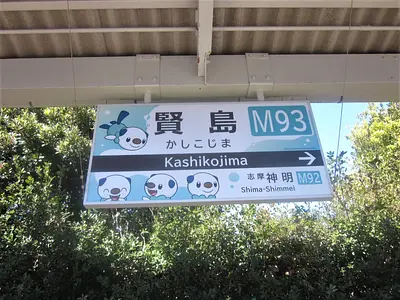 賢島 M93
かしこじま
Kashikojima →
志摩神明 M92
Shima-Shimmei